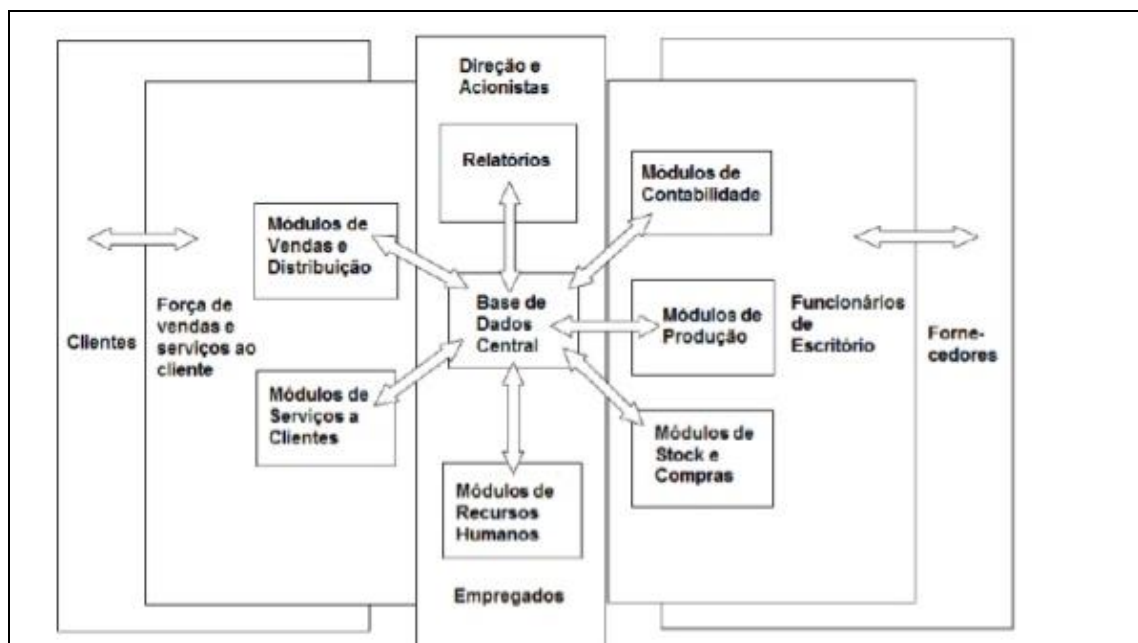 Direção e
Acionistas
Relatórios
Módulos de
Contabilidade
Módulos de
Vendas e
Distribuição
Base de
Dados
Central
Módulos de
Produção
Funcionários
de
Escritório
Força de
vendas e
serviços ao
cliente
Clientes
Forne-
cedores
Módulos de
Serviços a
Clientes
Módulos de
Stock e
Compras
Módulos de
Recursos
Humanos
Empregados